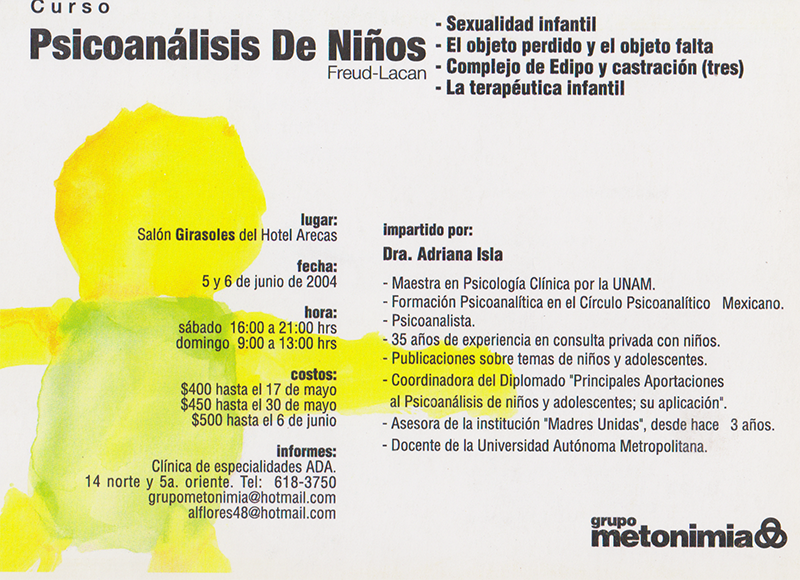 Curso
Psicoanálisis De Niños
Freud-Lacan
- Sexualidad infantil
- El objeto perdido y el objeto falta
- Complejo de Edipo y castración (tres)
- La terapéutica infantil
lugar:
Salón Girasoles del Hotel Arecas
fecha:
5 y 6 de junio de 2004
hora:
sábado 16:00 a 21:00 hrs
domingo 9:00 a 13:00 hrs
costos:
$400 hasta el 17 de mayo
$450 hasta el 30 de mayo
$500 hasta el 6 de junio
informes:
Clínica de especialidades ADA.
14 norte y 5a. oriente. Tel: 618-3750
grupometonimia@hotmail.com
alflores48@hotmail.com
impartido por:
Dra. Adriana Isla
- Maestra en Psicología Clínica por la UNAM.
- Formación Psicoanalítica en el Círculo Psicoanalítico Mexicano.
- Psicoanalista.
- 35 años de experiencia en consulta privada con niños.
- Publicaciones sobre temas de niños y adolescentes.
- Coordinadora del Diplomado "Principales Aportaciones
al Psicoanálisis de niños y adolescentes; su aplicación".
- Asesora de la institución "Madres Unidas", desde hace 3 años.
- Docente de la Universidad Autónoma Metropolitana.
grupo
metonimia